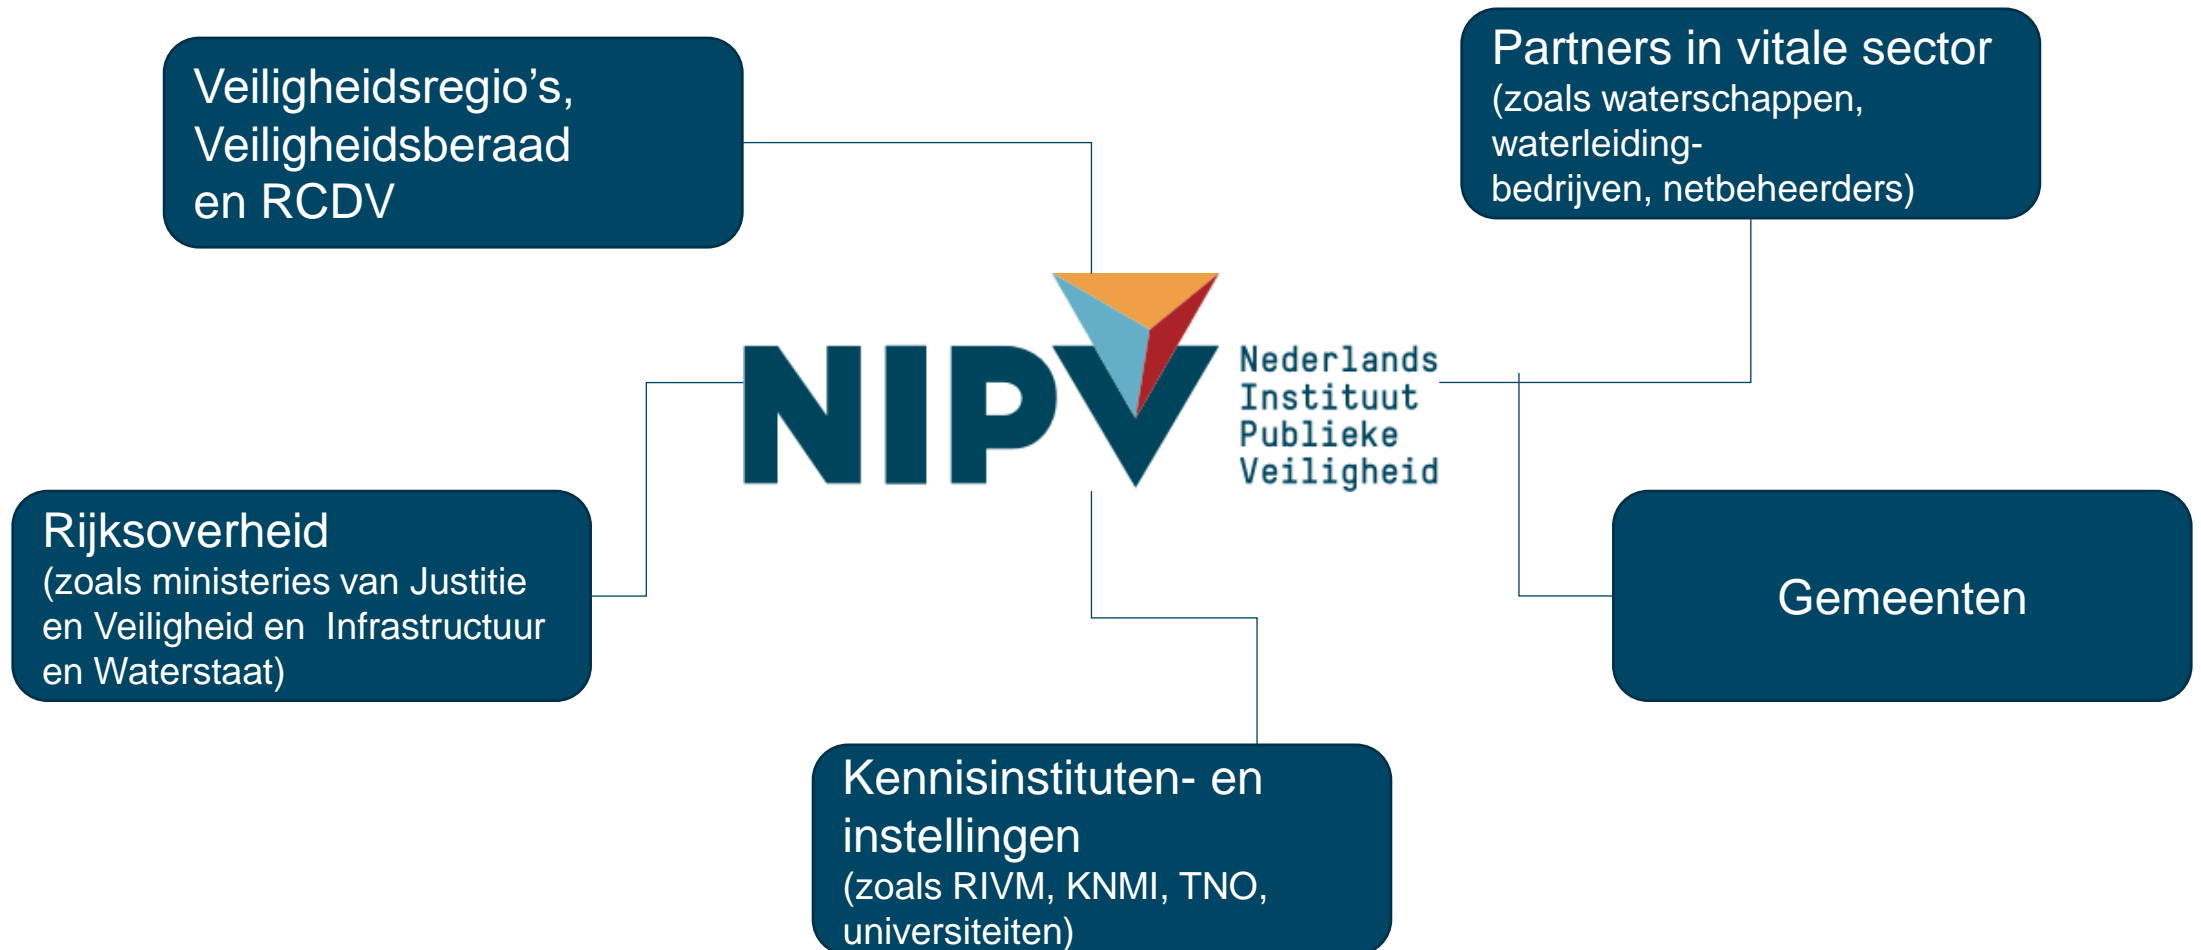 Veiligheidsregio’s,
Veiligheidsberaad
en RCDV
Partners in vitale sector
(zoals waterschappen,
waterleiding-
bedrijven, netbeheerders)
NIPV
Nederlands
Instituut
Publieke
Veiligheid
Rijksoverheid
(zoals ministeries van Justitie
en Veiligheid en  Infrastructuur
en Waterstaat)
Gemeenten
Kennisinstituten- en
instellingen
(zoals RIVM, KNMI, TNO,
universiteiten)